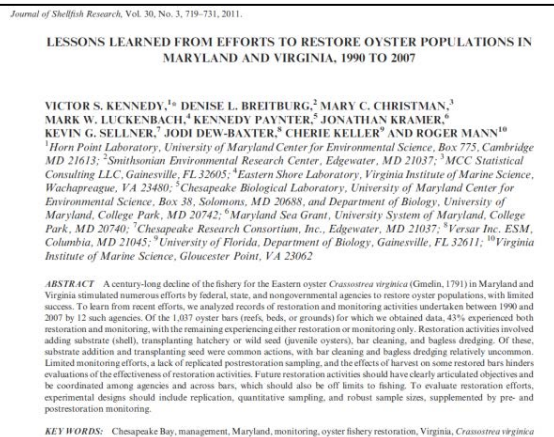 Journal of Shellfish Research, Vol. 30, No. 3, 719–731, 2011.
LESSONS LEARNED FROM EFFORTS TO RESTORE OYSTER POPULATIONS IN
MARYLAND AND VIRGINIA, 1990 TO 2007
VICTOR S. KENNEDY,1* DENISE L. BREITBURG,2 MARY C. CHRISTMAN,3
MARK W. LUCKENBACH,4 KENNEDY PAYNTER,5 JONATHAN KRAMER,6
KEVIN G. SELLNER,7 JODI DEW-BAXTER,8 CHERIE KELLER9 AND ROGER MANN10
1Horn Point Laboratory, University of Maryland Center for Environmental Science, Box 775, Cambridge
MD 21613; 2Smithsonian Environmental Research Center, Edgewater, MD 21037; 3MCC Statistical
Consulting LLC, Gainesville, FL 32605; 4Eastern Shore Laboratory, Virginia Institute of Marine Science,
Wachapreague, VA 23480; 5Chesapeake Biological Laboratory, University of Maryland Center for
Environmental Science, Box 38, Solomons, MD 20688, and Department of Biology, University of
Maryland, College Park, MD 20742; 6Maryland Sea Grant, University System of Maryland, College
Park, MD 20740; 7Chesapeake Research Consortium, Inc., Edgewater, MD 21037; 8Versar Inc. ESM,
Columbia, MD 21045; 9University of Florida, Department of Biology, Gainesville, FL 32611; 10Virginia
Institute of Marine Science, Gloucester Point, VA 23062
ABSTRACT A century-long decline of the fishery for the Eastern oyster Crassostrea virginica (Gmelin, 1791) in Maryland and
Virginia stimulated numerous efforts by federal, state, and nongovernmental agencies to restore oyster populations, with limited
success. To learn from recent efforts, we analyzed records of restoration and monitoring activities undertaken between 1990 and
2007 by 12 such agencies. Of the 1,037 oyster bars (reefs, beds, or grounds) for which we obtained data, 43% experienced both
restoration and monitoring, with the remaining experiencing either restoration or monitoring only. Restoration activities involved
adding substrate (shell), transplanting hatchery or wild seed (juvenile oysters), bar cleaning, and bagless dredging. Of these,
substrate addition and transplanting seed were common actions, with bar cleaning and bagless dredging relatively uncommon.
Limited monitoring efforts, a lack of replicated postrestoration sampling, and the effects of harvest on some restored bars hinders
evaluations of the effectiveness of restoration activities. Future restoration activities should have clearly articulated objectives and
be coordinated among agencies and across bars, which should also be off limits to fishing. To evaluate restoration efforts,
experimental designs should include replication, quantitative sampling, and robust sample sizes, supplemented by pre- and
postrestoration monitoring.
KEY WORDS: Chesapeake Bay, management, Maryland, monitoring, oyster fishery restoration, Virginia, Crassostrea virginica